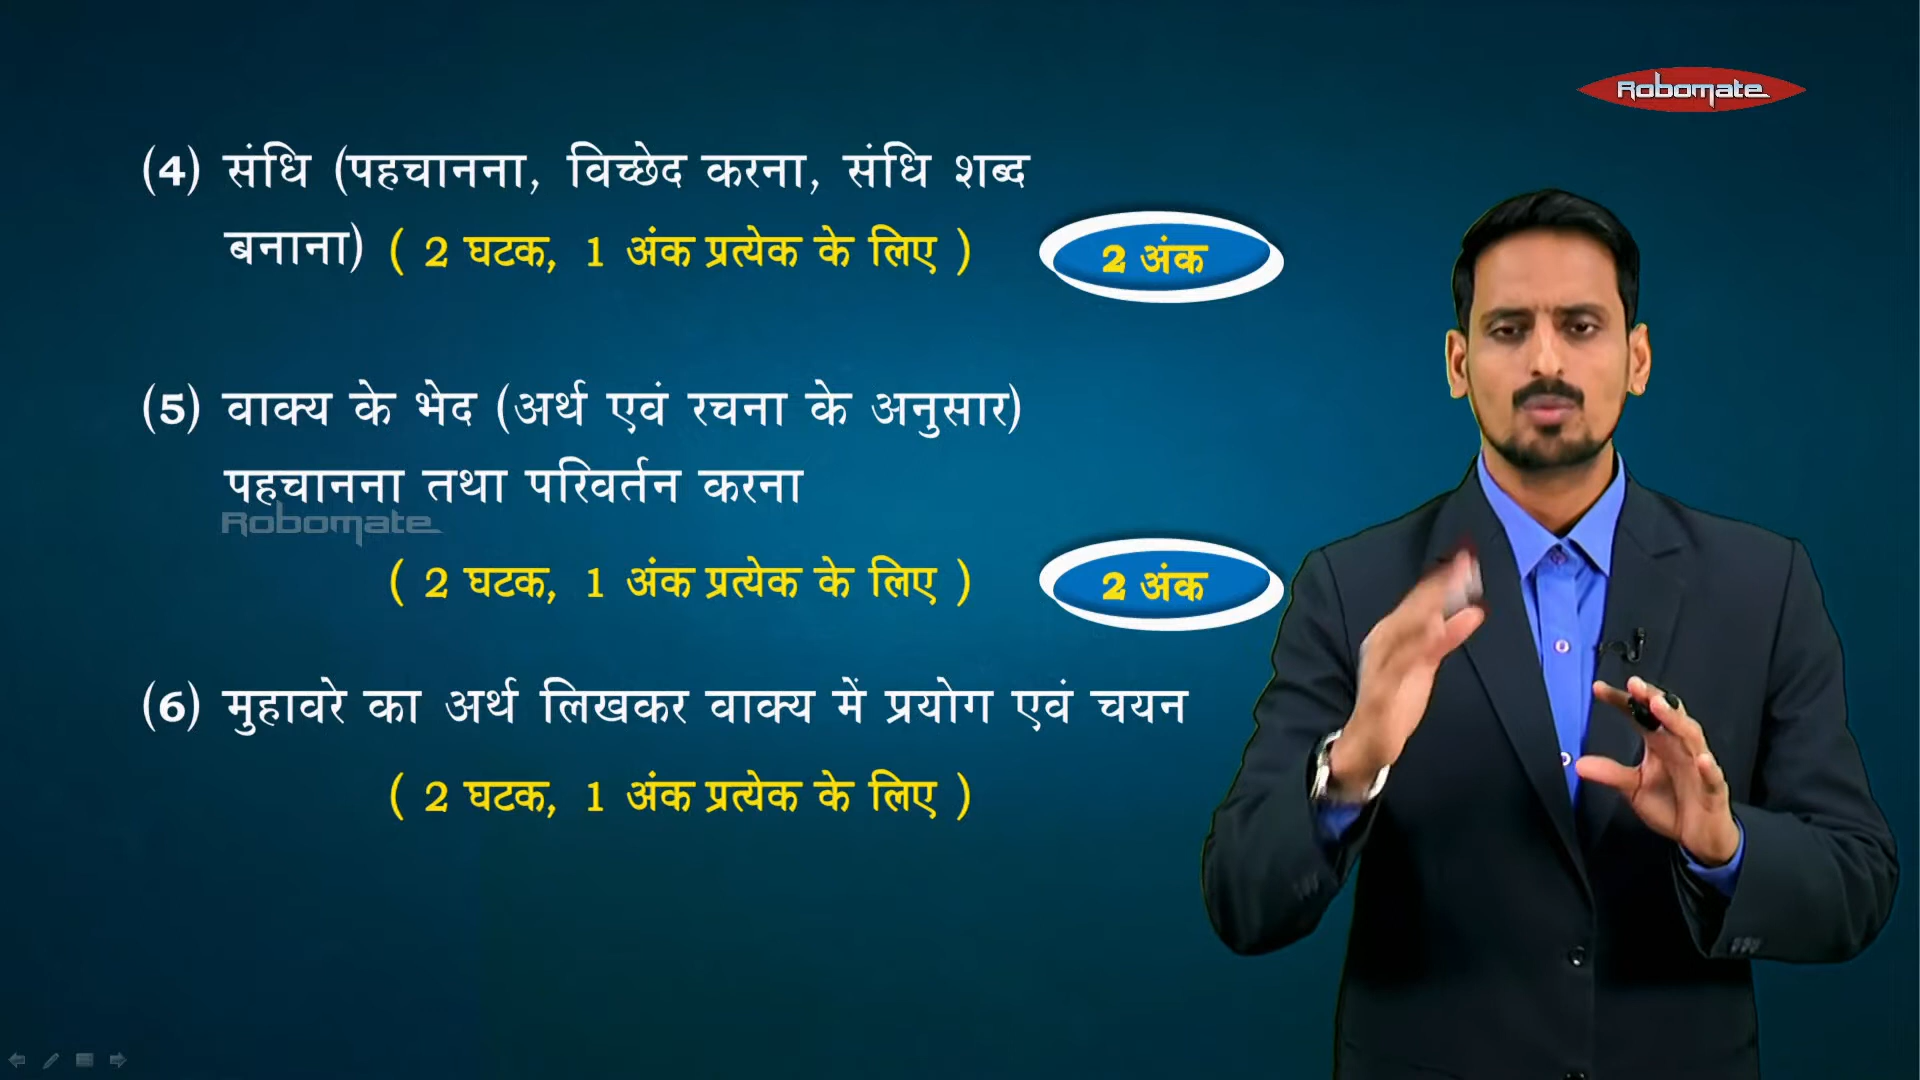 Robomate
(4) संधि (पहचानना, विच्छेद करना, संधि शब्द
बनाना) ( 2 घटक, 1 अंक प्रत्येक के लिए )
2 अंक
(5) वाक्य के भेद (अर्थ एवं रचना के अनुसार)
पहचानना तथा परिवर्तन करना
Robomate
( 2 घटक, 1 अंक प्रत्येक के लिए )
2 अंक
(6) मुहावरे का अर्थ लिखकर वाक्य में प्रयोग एवं चयन
( 2 घटक, 1 अंक प्रत्येक के लिए )